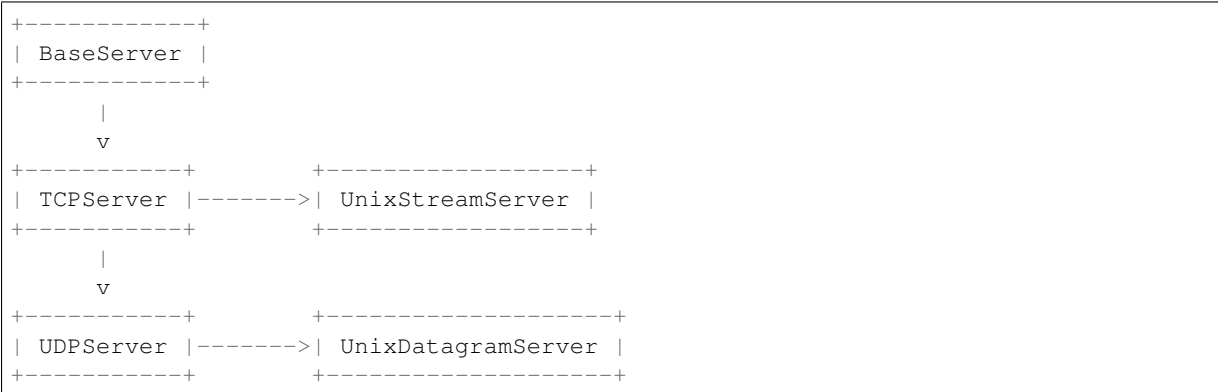 +------------+
| BaseServer |
+------------+
      |
      v
+-----------+        +------------------+
| TCPServer |------->| UnixStreamServer |
+-----------+        +------------------+
      |
      v
+-----------+        +--------------------+
| UDPServer |------->| UnixDatagramServer |
+-----------+        +--------------------+